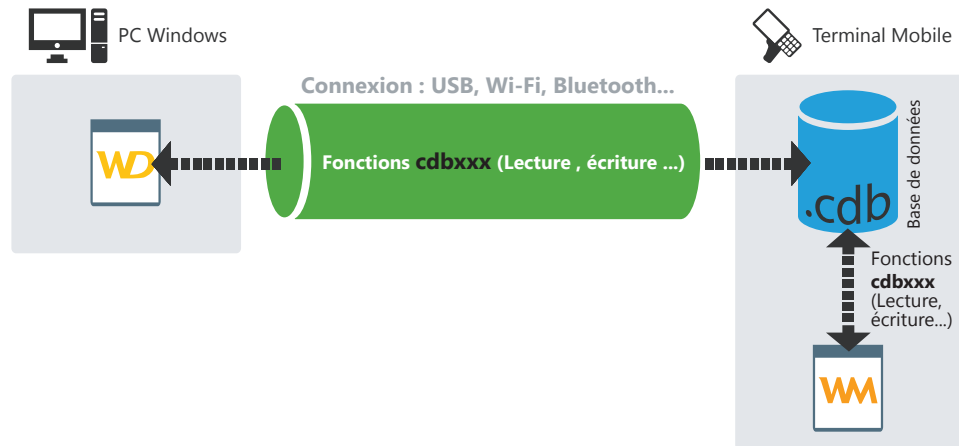 PC Windows
Terminal Mobile
Connexion : USB, Wi-Fi, Bluetooth...
WD
Fonctions cdbxxx (Lecture , écriture ...)
.cdb
Base de données
Fonctions
cdbxxx
(Lecture,
écriture...)
WM